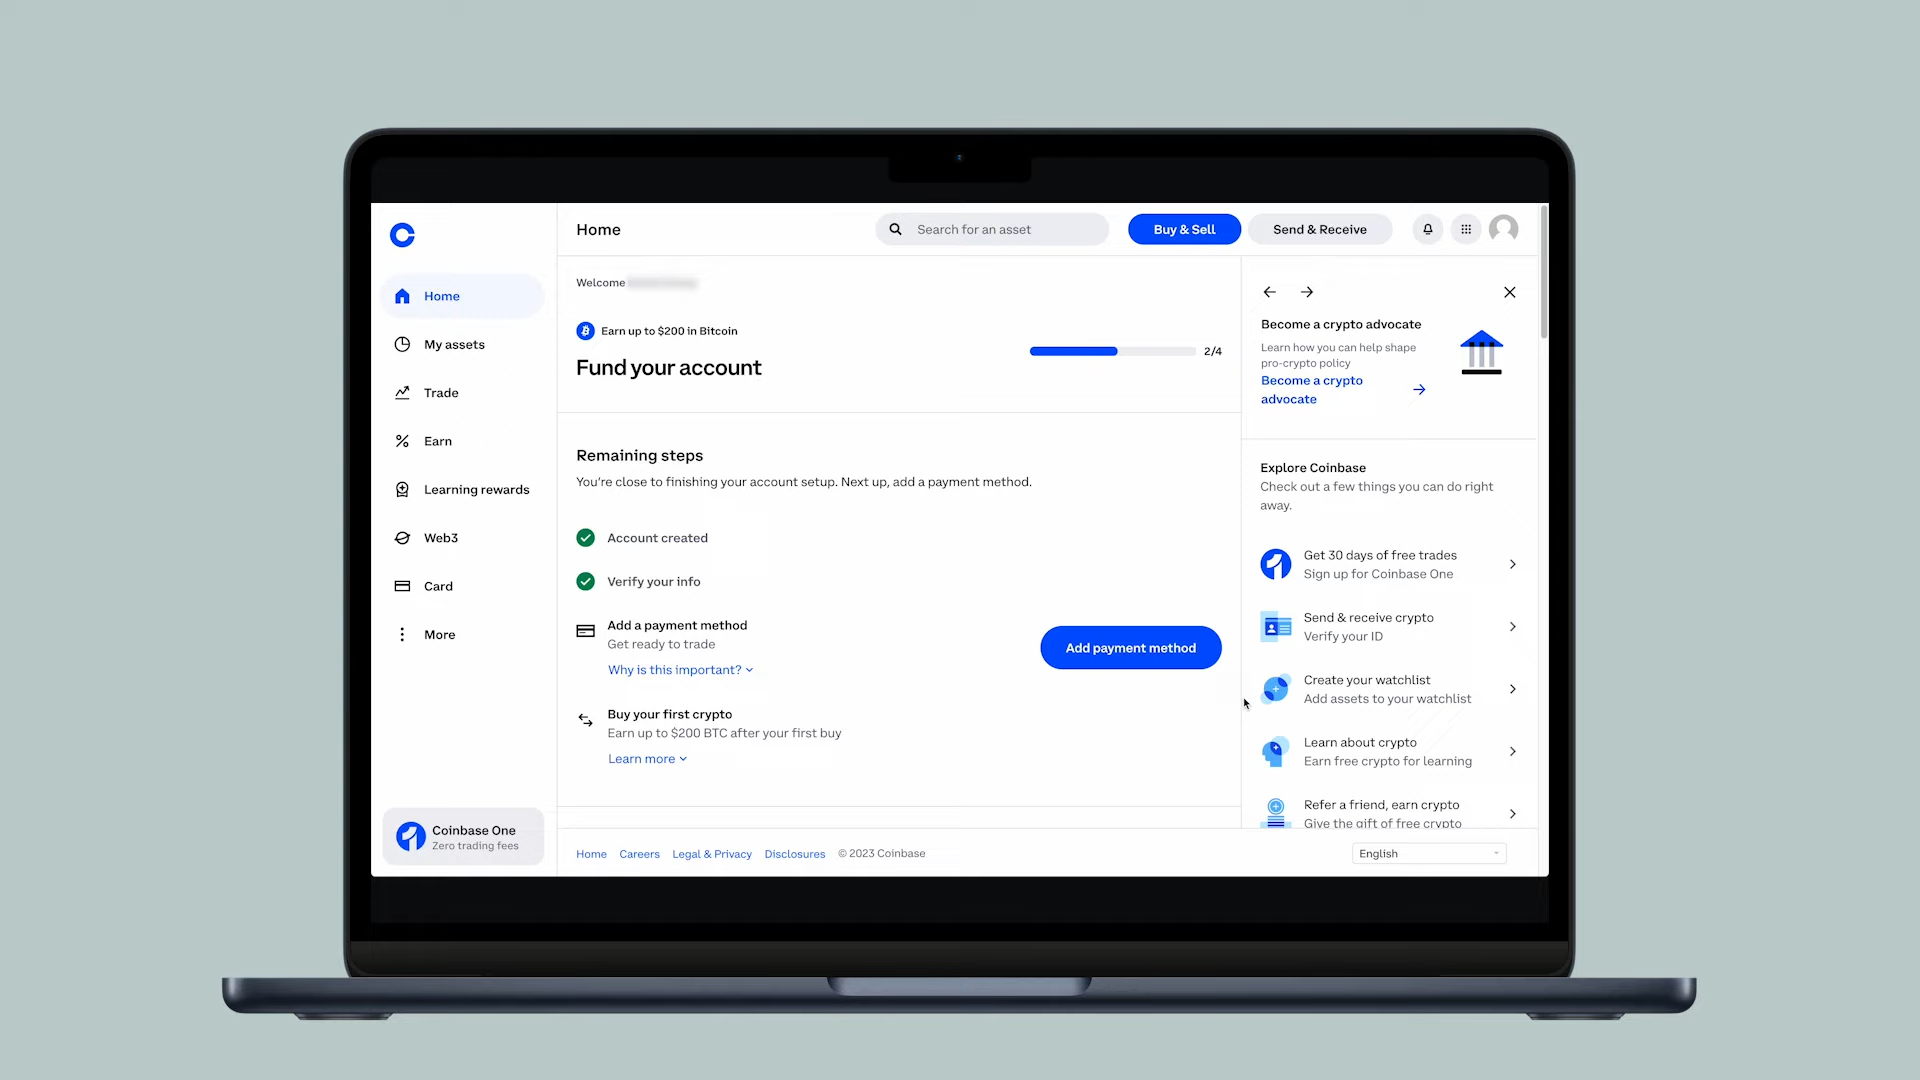 Home
Search for an asset
Buy & Sell
Send & Receive
Home
My assets
Trade
Earn
Learning rewards
Web3
Card
More
Coinbase One
Zero trading fees
Welcome
Earn up to $200 in Bitcoin
Fund your account
2/4
Remaining steps
You're close to finishing your account setup. Next up, add a payment method.
Account created
Verify your info
Add a payment method
Get ready to trade
Why is this important?
Add payment method
Buy your first crypto
Earn up to $200 BTC after your first buy
Learn more
Become a crypto advocate
Learn how you can help shape
pro-crypto policy
Become a crypto
advocate
Explore Coinbase
Check out a few things you can do right
away.
Get 30 days of free trades
Sign up for Coinbase One
Send & receive crypto
Verify your ID
Create your watchlist
Add assets to your watchlist
Learn about crypto
Earn free crypto for learning
Refer a friend, earn crypto
Give the gift of free crypto
Home
Careers
Legal & Privacy
Disclosures
© 2023 Coinbase
English